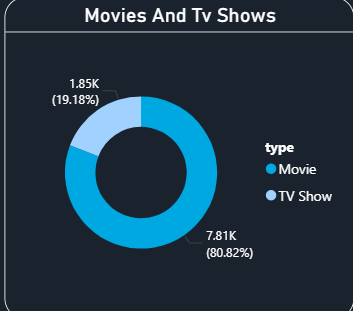 Movies And Tv Shows
1.85K
(19.18%)
type
Movie
TV Show
7.81K
(80.82%)